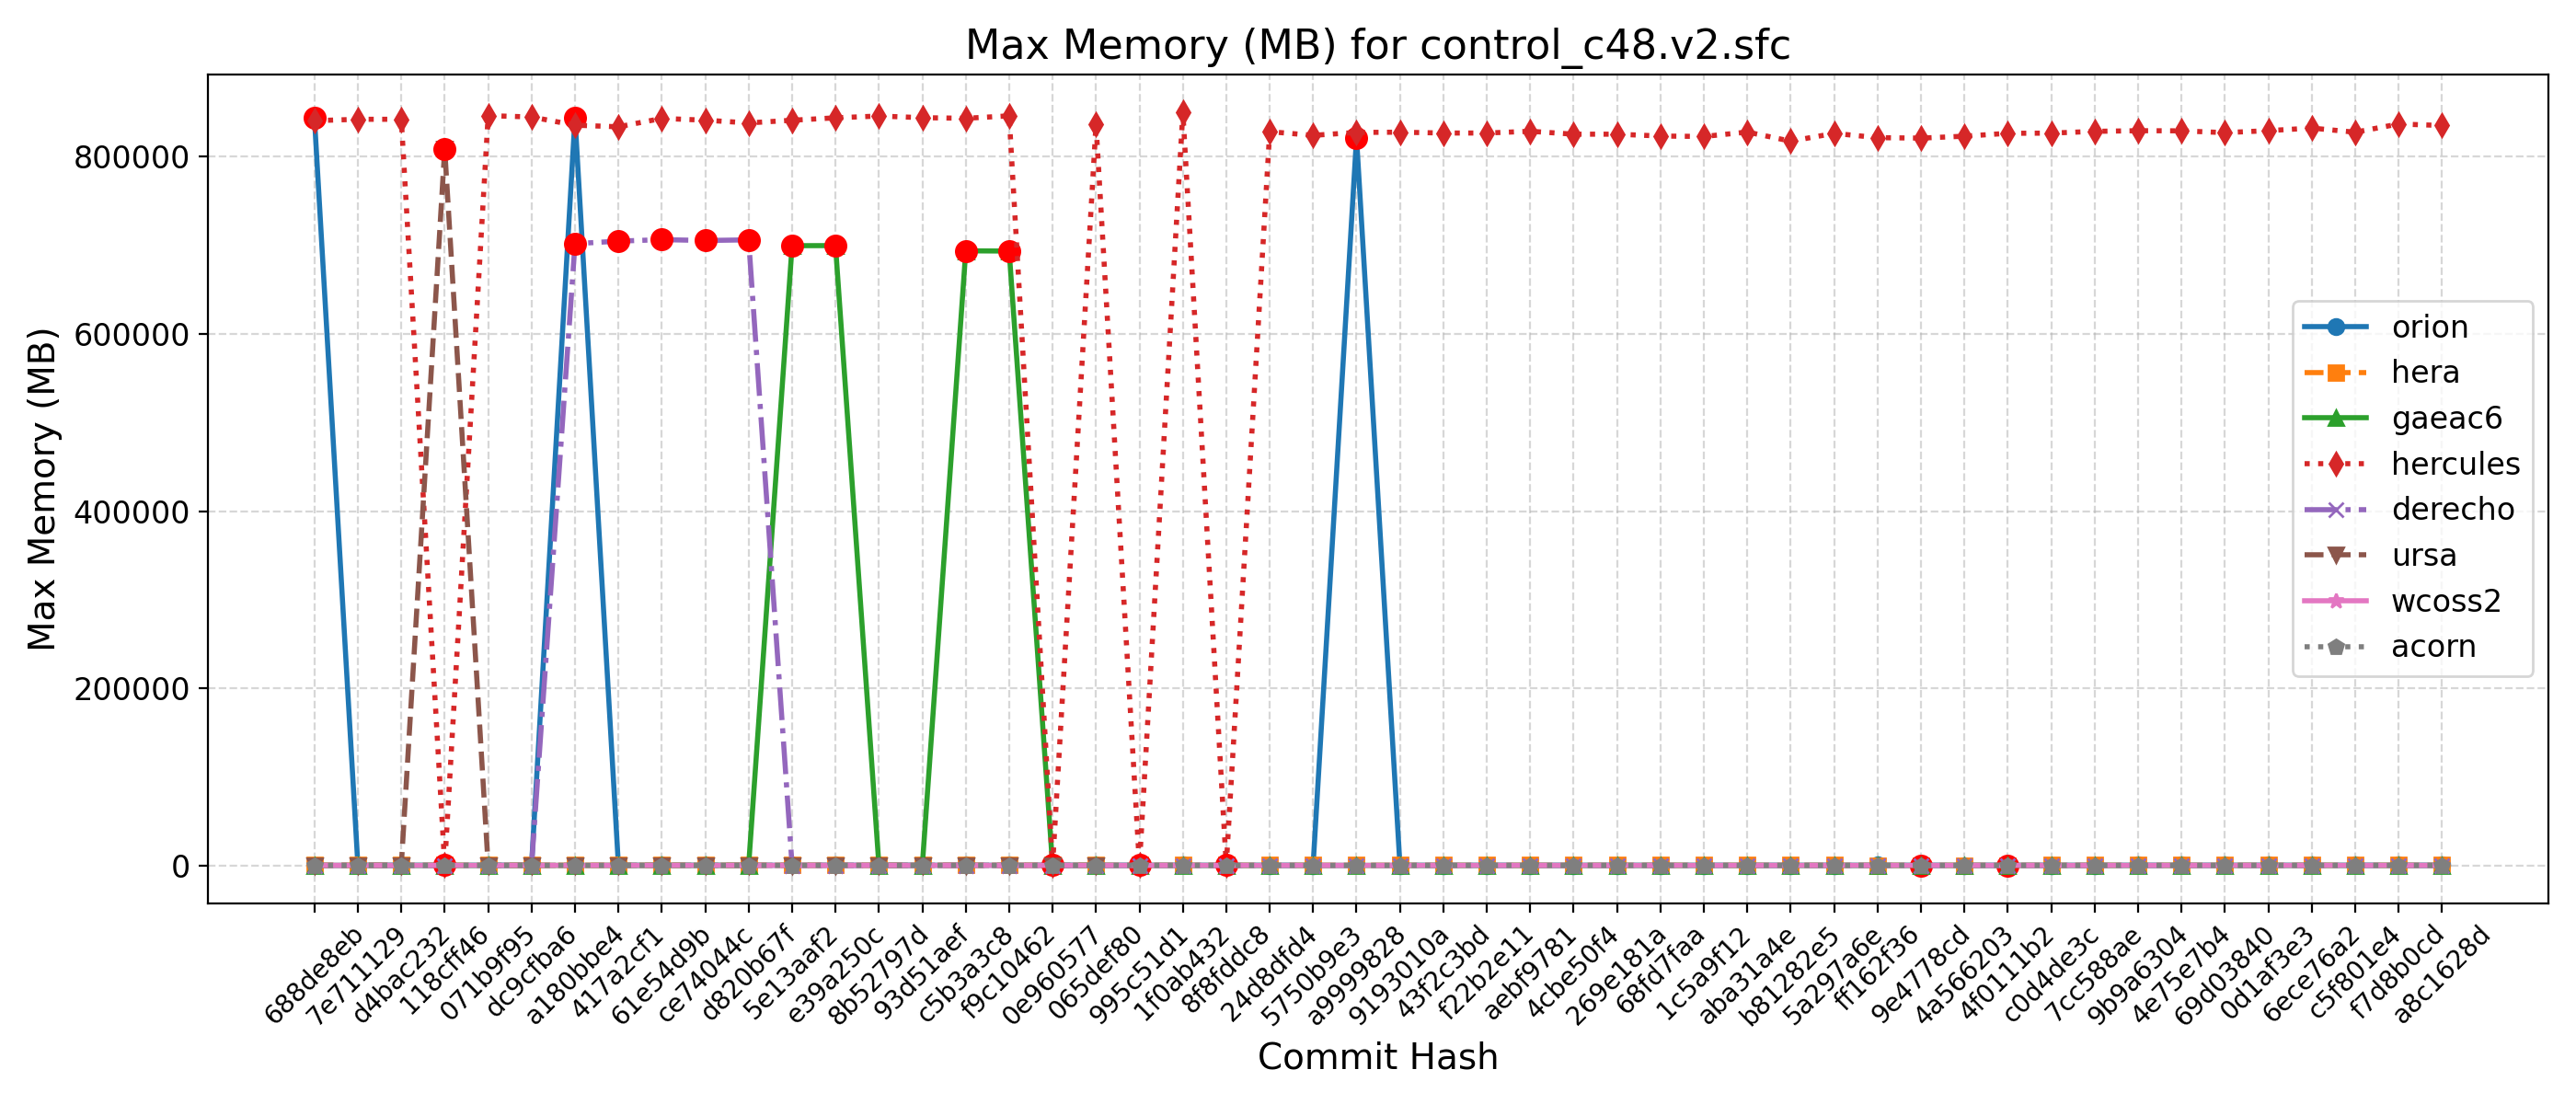 Max Memory (MB) for control_c48.v2.sfc
Max Memory (MB)
800000
600000
400000
200000
0
orion
hera
gaeac6
hercules
derecho
ursa
wcoss2
acorn
688de8eb
7e711129
d4bac232
118cff46
071b9f95
dc9cfba6
a180bbe4
417a2cf1
61e54d9b
ce74044c
d820b67f
5e13aaf2
e39a250c
8b52797d
93d51aef
c5b3a3c8
f9c10462
0e960577
065def80
995c51d1
1f0ab432
8f8fddc8
24d8dfd4
5750b9e3
a9999828
9193010a
43f2c3bd
f22b2e11
aebf9781
4cbe50f4
269e181a
68fd7faa
1c5a9f12
aba31a4e
b81282e5
5a297a6e
ff162f36
9e4778cd
4a566203
4f0111b2
c0d4de3c
7cc588ae
9b9a6304
4e75e7b4
69d03840
0d1af3e3
6ece76a2
c5f801e4
f7d8b0cd
a8c1628d
Commit Hash